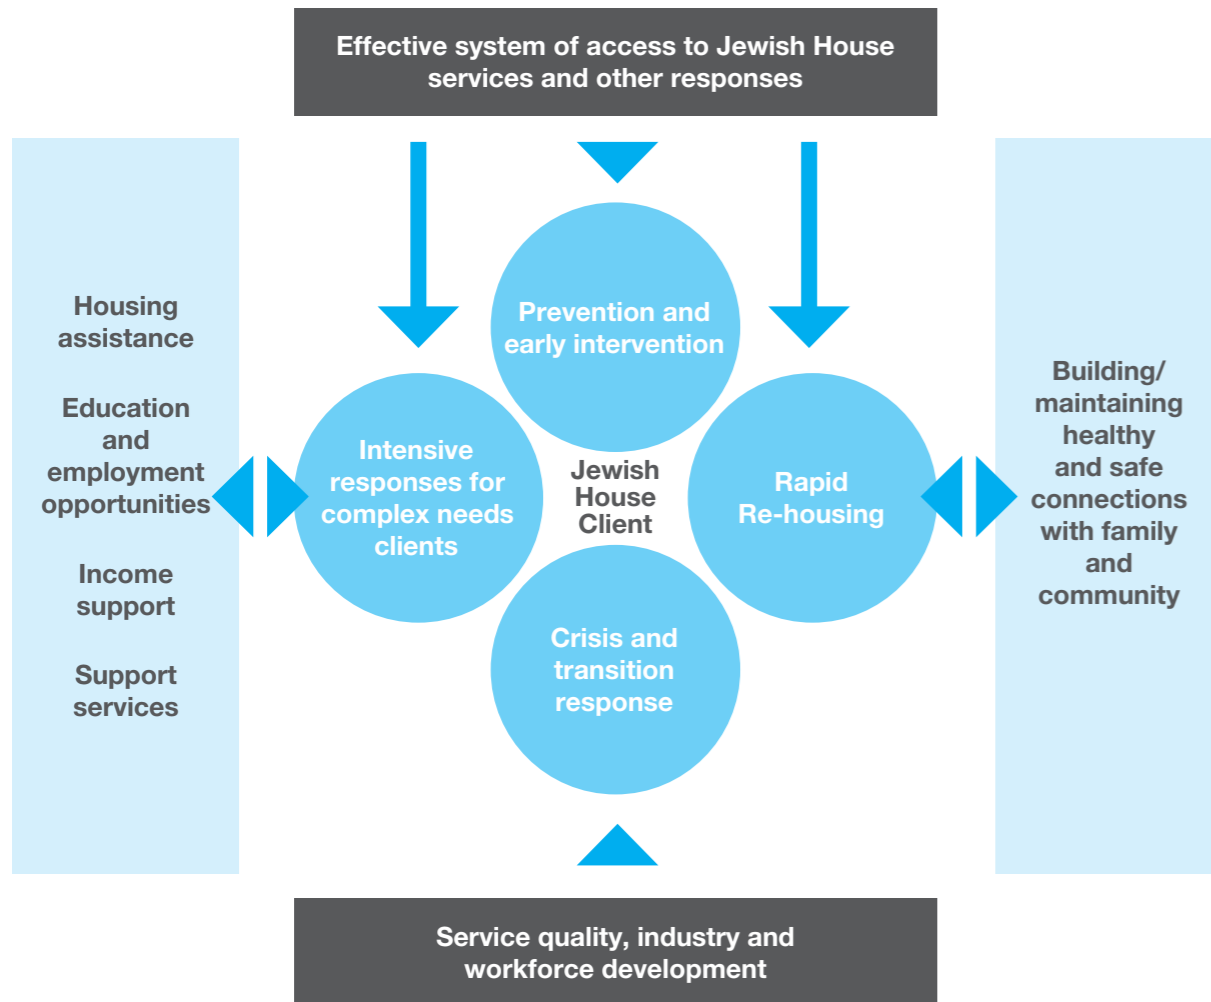 Effective system of access to Jewish House
services and other responses
Housing
assistance
Education
and
employment
opportunities
Income
support
Support
services
Prevention and
early intervention
Intensive
responses for
complex needs
clients
Jewish
House
Client
Rapid
Re-housing
Crisis and
transition
response
Building/
maintaining
healthy
and safe
connections
with family
and
community
Service quality, industry and
workforce development